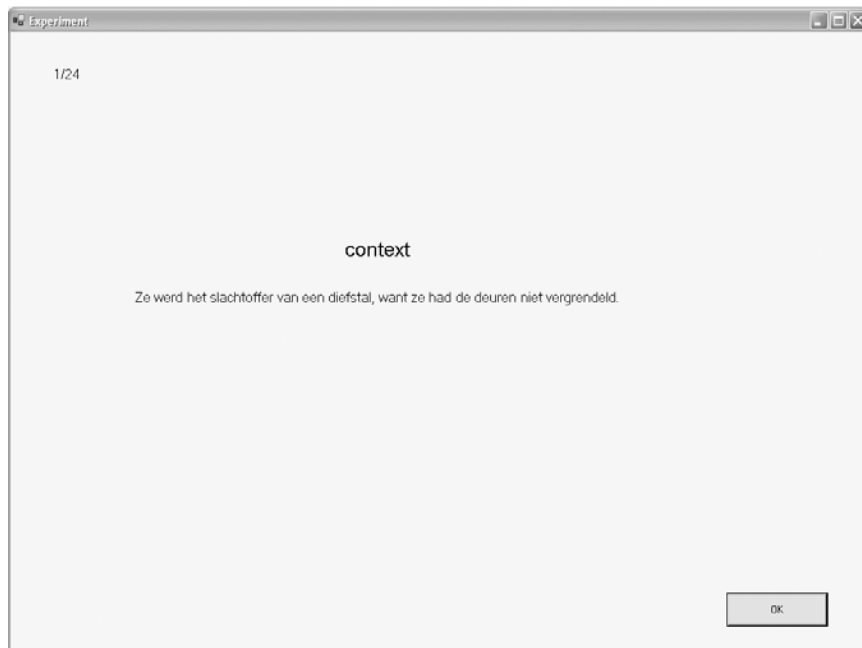 Experiment
1/24
context
Ze werd het slachtoffer van een diefstal, want ze had de deuren niet vergrendeld.
OK